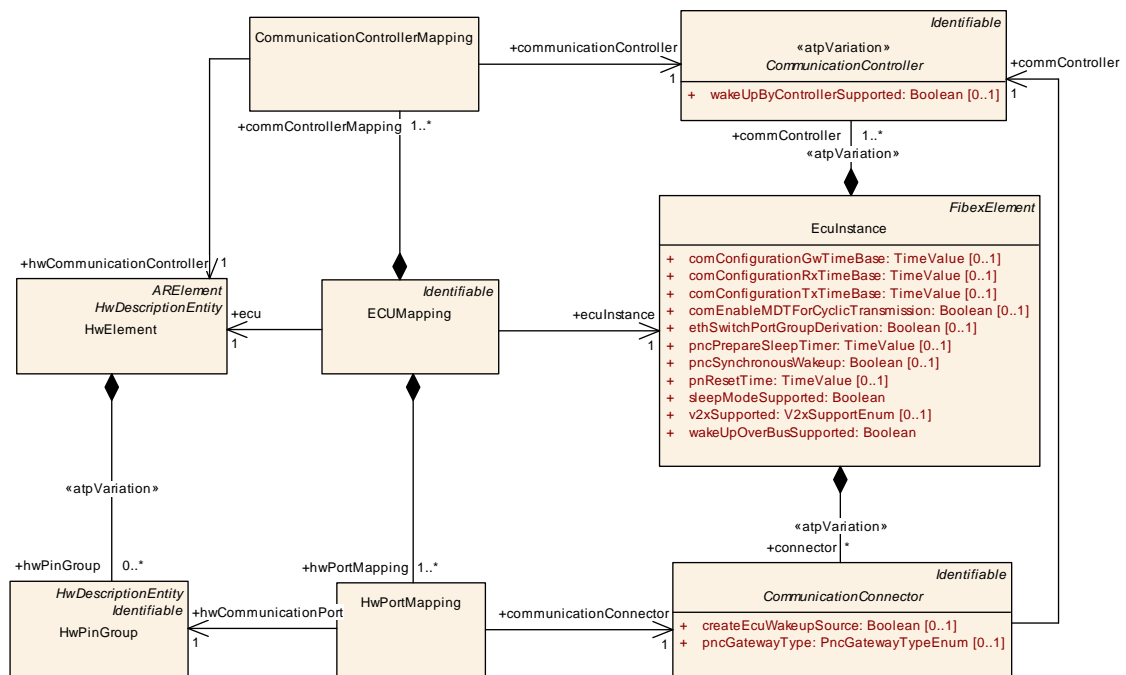 CommunicationControllerMapping
+communicationController
1
Identifiable
«atpVariation»
CommunicationController
+ wakeUpByControllerSupported: Boolean [0..1]
+commController
1
+commControllerMapping 1..*
+commController 1..*
«atpVariation»
FibexElement
EcuInstance
+ comConfigurationGwTimeBase: TimeValue [0..1]
+ comConfigurationRxTimeBase: TimeValue [0..1]
+ comConfigurationTxTimeBase: TimeValue [0..1]
+ comEnableMDTForCyclicTransmission: Boolean [0..1]
+ ethSwitchPortGroupDerivation: Boolean [0..1]
+ pncPrepareSleepTimer: TimeValue [0..1]
+ pncSynchronousWakeup: Boolean [0..1]
+ pnResetTime: TimeValue [0..1]
+ sleepModeSupported: Boolean
+ v2xSupported: V2xSupportEnum [0..1]
+ wakeUpOverBusSupported: Boolean
+hwCommunicationController 1
ARElement
HwDescriptionEntity
HwElement
+ecu
1
Identifiable
ECUMapping
+ecuInstance
1
«atpVariation»
+hwPinGroup 0..*
+hwPortMapping 1..*
«atpVariation»
+connector *
HwDescriptionEntity
Identifiable
HwPinGroup
+hwCommunicationPort
1
HwPortMapping
+communicationConnector
1
Identifiable
CommunicationConnector
+ createEcuWakeupSource: Boolean [0..1]
+ pncGatewayType: PncGatewayTypeEnum [0..1]